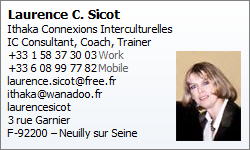 Laurence C. Sicot
Ithaka Connexions Interculturelles
IC Consultant, Coach, Trainer
+33 1 58 37 30 03 Work
+33 6 08 99 77 82 Mobile
laurence.sicot@free.fr
ithaka@wanadoo.fr
laurencesicot
3 rue Garnier
F-92200 – Neuilly sur Seine